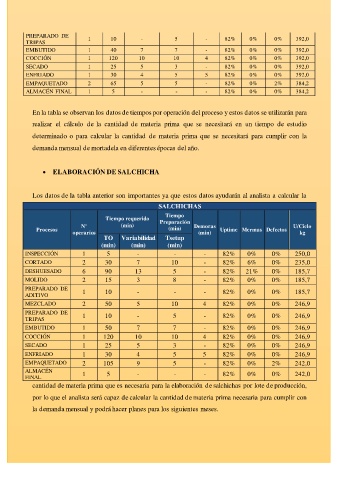 PREPARADO DE TRIPAS 1 10 - 5 - 82% 0% 0% 392,0
EMBUTIDO 1 40 7 7 - 82% 0% 0% 392,0
COCCIÓN 1 120 10 10 4 82% 0% 0% 392,0
SECADO 1 25 5 3 - 82% 0% 0% 392,0
ENFRIADO 1 30 4 5 5 82% 0% 0% 392,0
EMPAQUETADO 2 65 5 5 - 82% 0% 2% 384,2
ALMACÉN FINAL 1 5 - - - 82% 0% 0% 384,2
En la tabla se observan los datos de tiempos por operación del proceso y estos datos se utilizarán para
realizar el cálculo de la cantidad de materia prima que se necesitará en un tiempo de estudio
determinado o para calcular la cantidad de materia prima que se necesitará para cumplir con la
demanda mensual de mortadela en diferentes épocas del año.
• ELABORACIÓN DE SALCHICHA
Los datos de la tabla anterior son importantes ya que estos datos ayudarán al analista a calcular la
SALCHICHAS
Procesos N° operarios Tiempo requerido (min) Tiempo Preparación (min) Demoras (min) Uptime Mermas Defectos U/Ciclo kg
TO (min) Variabilidad (min) Tsetup (min)
INSPECCIÓN 1 5 - - - 82% 0% 0% 250,0
CORTADO 2 30 7 10 - 82% 6% 0% 235,0
DESHUESADO 6 90 13 5 - 82% 21% 0% 185,7
MOLIDO 2 15 3 8 - 82% 0% 0% 185,7
PREPARADO DE ADITIVO 1 10 - - - 82% 0% 0% 185,7
MEZCLADO 2 50 5 10 4 82% 0% 0% 246,9
PREPARADO DE TRIPAS 1 10 - 5 - 82% 0% 0% 246,9
EMBUTIDO 1 50 7 7 - 82% 0% 0% 246,9
COCCIÓN 1 120 10 10 4 82% 0% 0% 246,9
SECADO 1 25 5 3 - 82% 0% 0% 246,9
ENFRIADO 1 30 4 5 5 82% 0% 0% 246,9
EMPAQUETADO 2 105 9 5 - 82% 0% 2% 242,0
ALMACÉN FINAL 1 5 - - - 82% 0% 0% 242,0
cantidad de materia prima que es necesaria para la elaboración de salchichas por lote de producción,
por lo que el analista será capaz de calcular la cantidad de materia prima necesaria para cumplir con
la demanda mensual y podrá hacer planes para los siguientes meses.